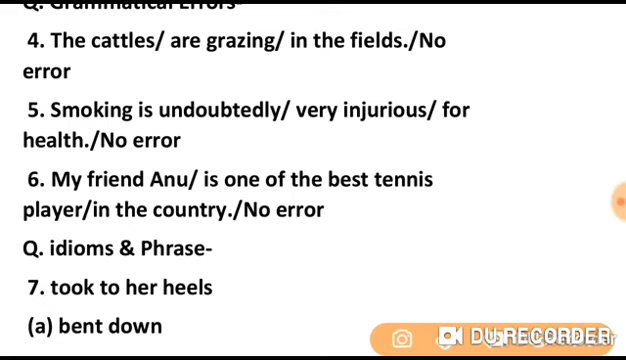 Q. Grammatical Errors-
4. The cattles/ are grazing/ in the fields./No
error
5. Smoking is undoubtedly/ very injurious/ for
health./No error
6. My friend Anu/ is one of the best tennis
player/in the country./No error
Q. idioms & Phrase-
7. took to her heels
(a) bent down
DU RECORDER